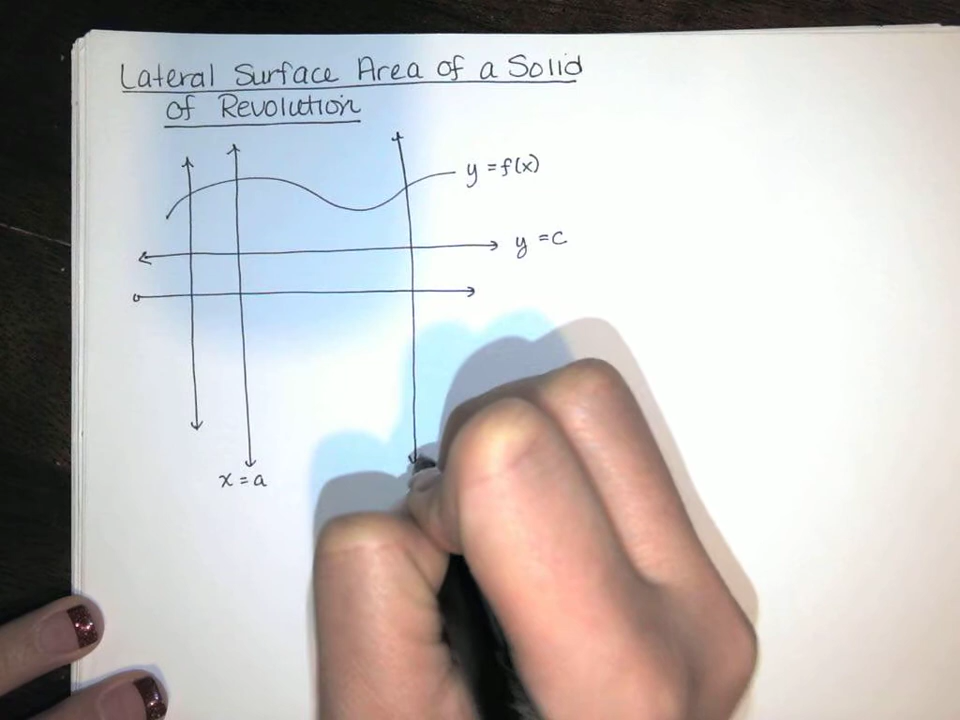 Lateral Surface Area of a Solid
of Revolution
y = f(x)
y = c
x = a